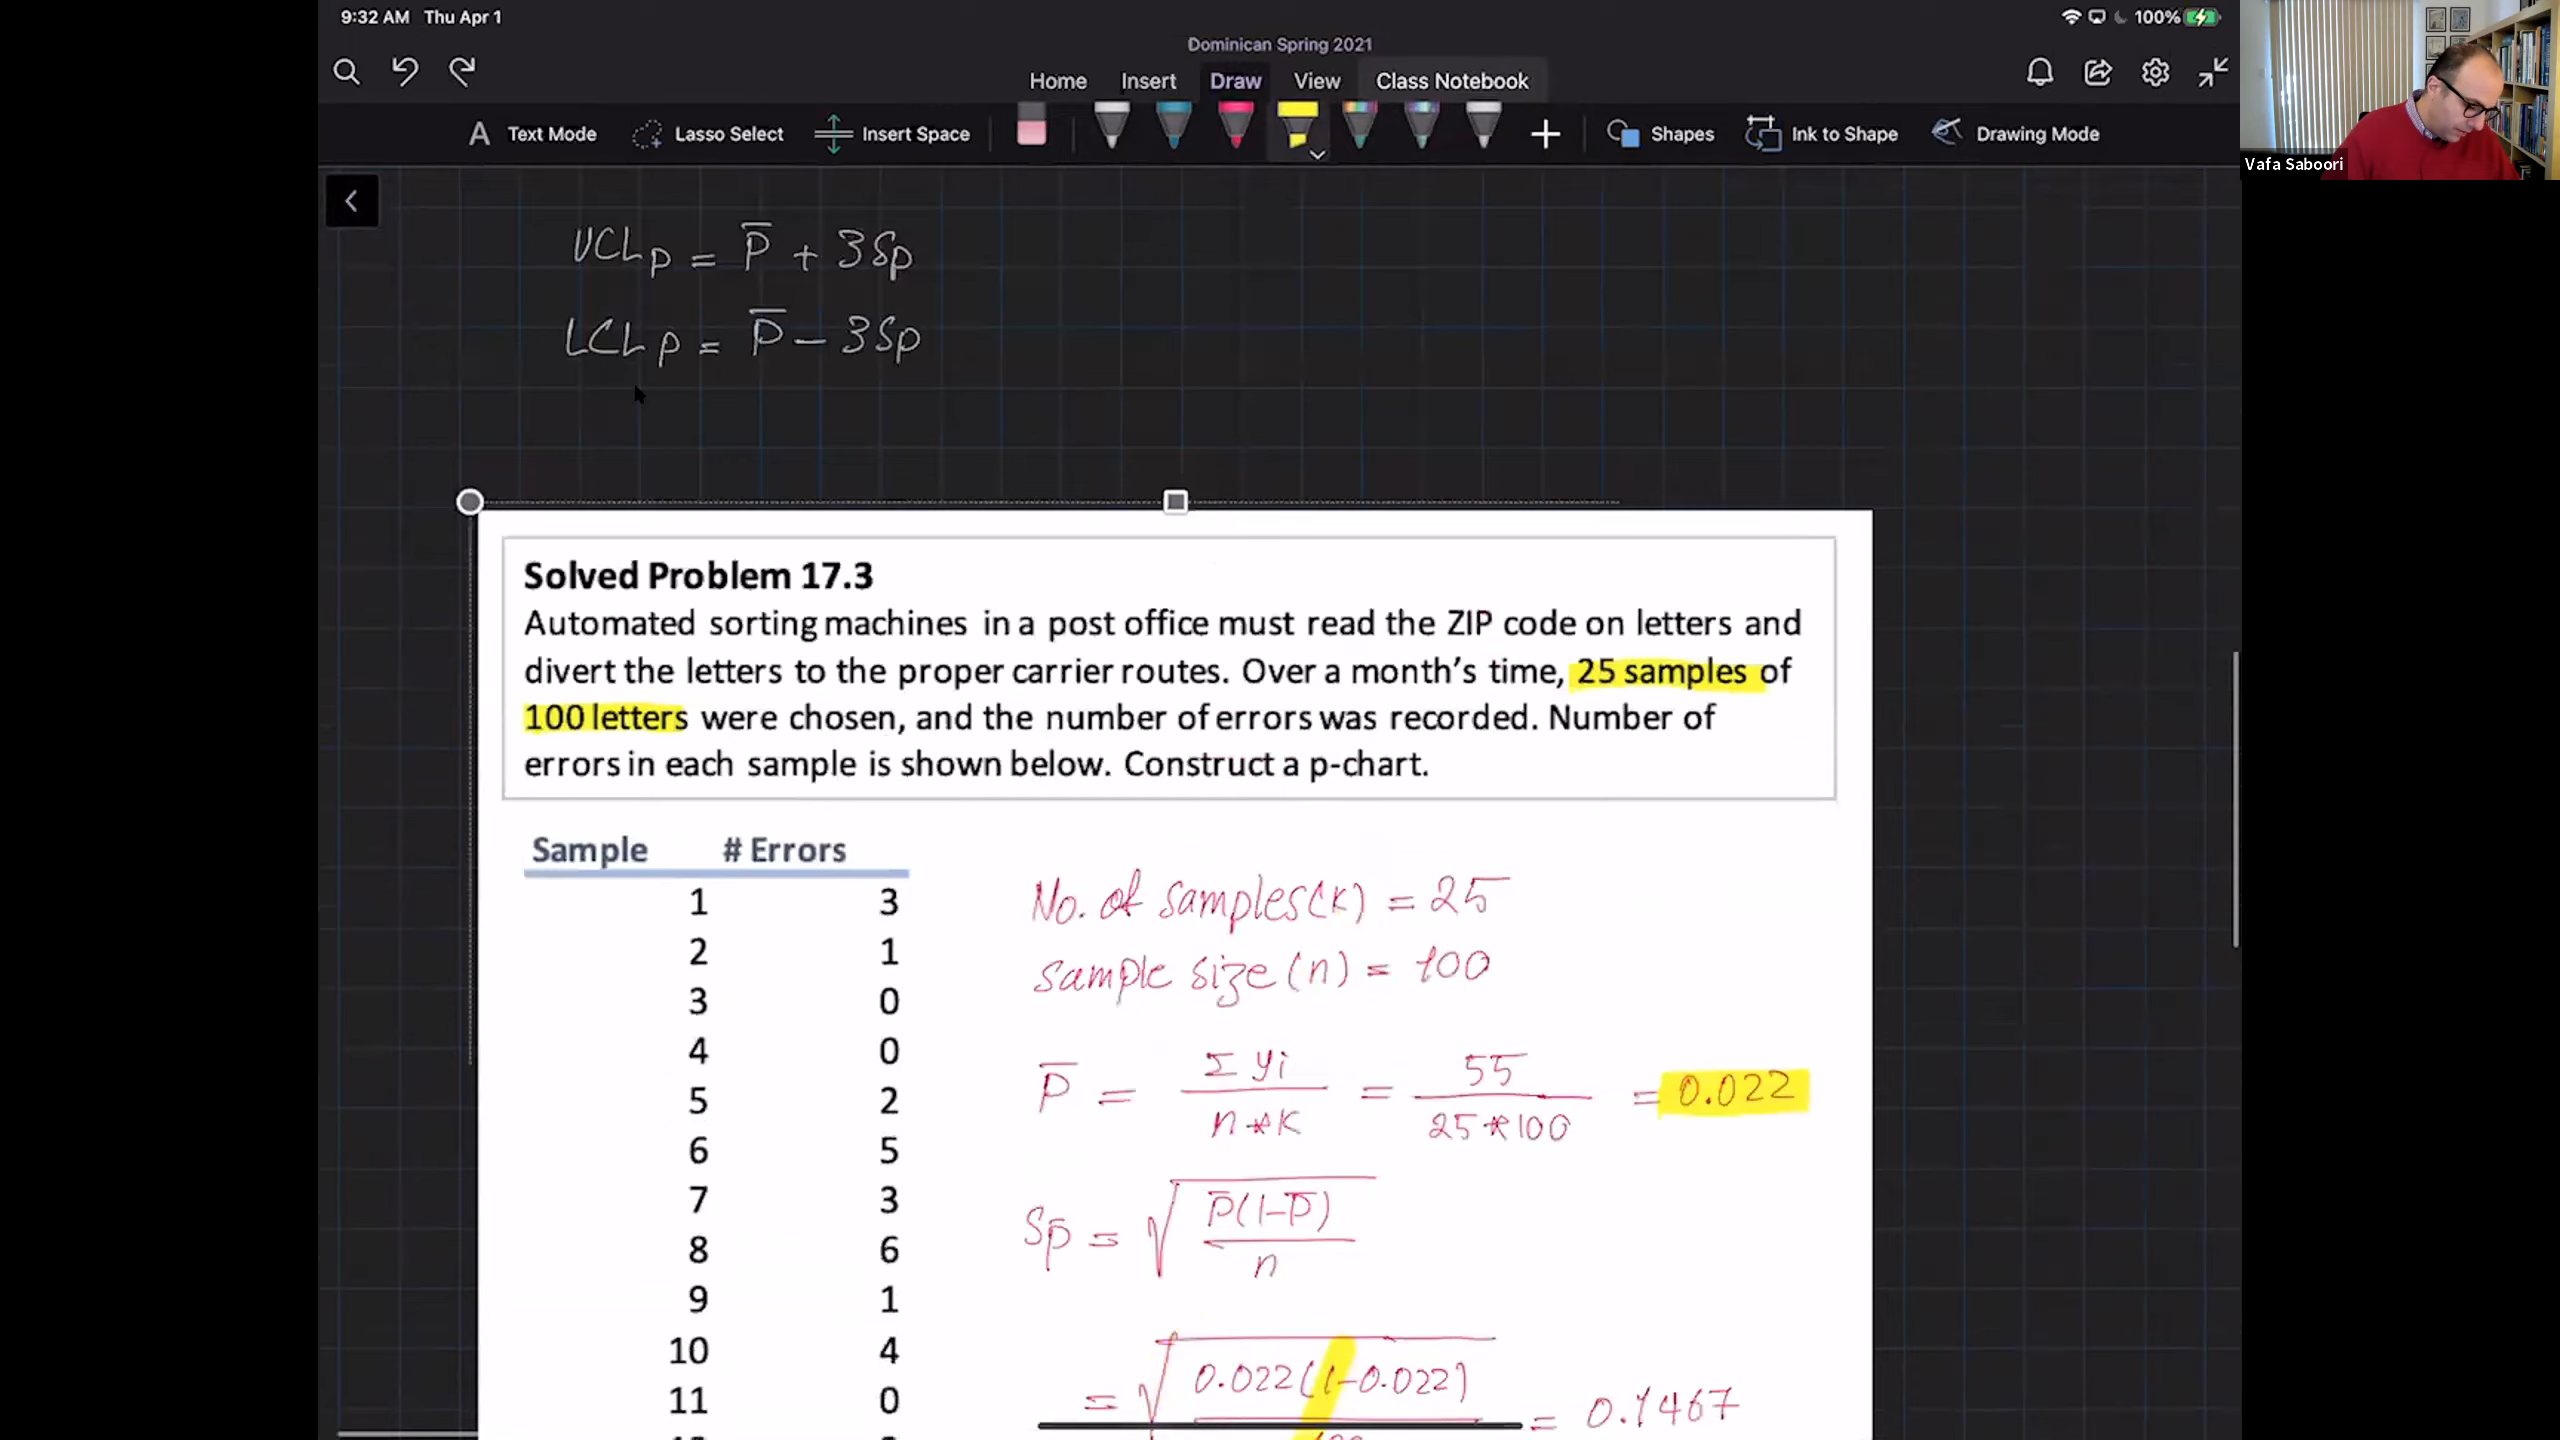 9:32 AM Thu Apr 1
100%
Dominican Spring 2021
Home Insert Draw View Class Notebook
A Text Mode Lasso Select Insert Space Shapes Ink to Shape Drawing Mode
Vafa Saboori
UCLp = p̅ + 3Sp
LCLp = p̅ - 3Sp
Solved Problem 17.3
Automated sorting machines in a post office must read the ZIP code on letters and
divert the letters to the proper carrier routes. Over a month's time, 25 samples of
100 letters were chosen, and the number of errors was recorded. Number of
errors in each sample is shown below. Construct a p-chart.
Sample # Errors
1 3
2 1
3 0
4 0
5 2
6 5
7 3
8 6
9 1
10 4
11 0
No. of samples(k) = 25
Sample size (n) = 100
p̅ = Σ yi / n*k = 55 / 25*100 = 0.022
Sp̅ = √ p̅(1-p̅) / n
= √ 0.022(1-0.022) = 0.1467